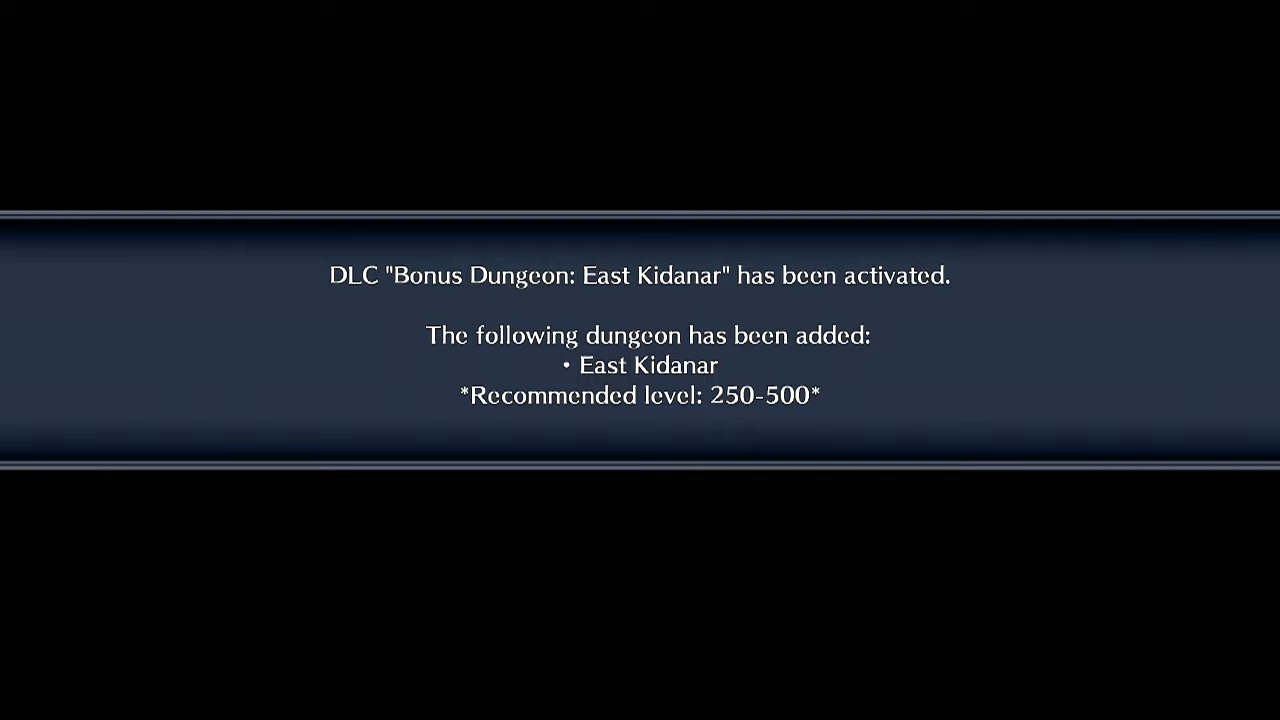 DLC "Bonus Dungeon: East Kidanar" has been activated.
The following dungeon has been added:
• East Kidanar
*Recommended level: 250-500*